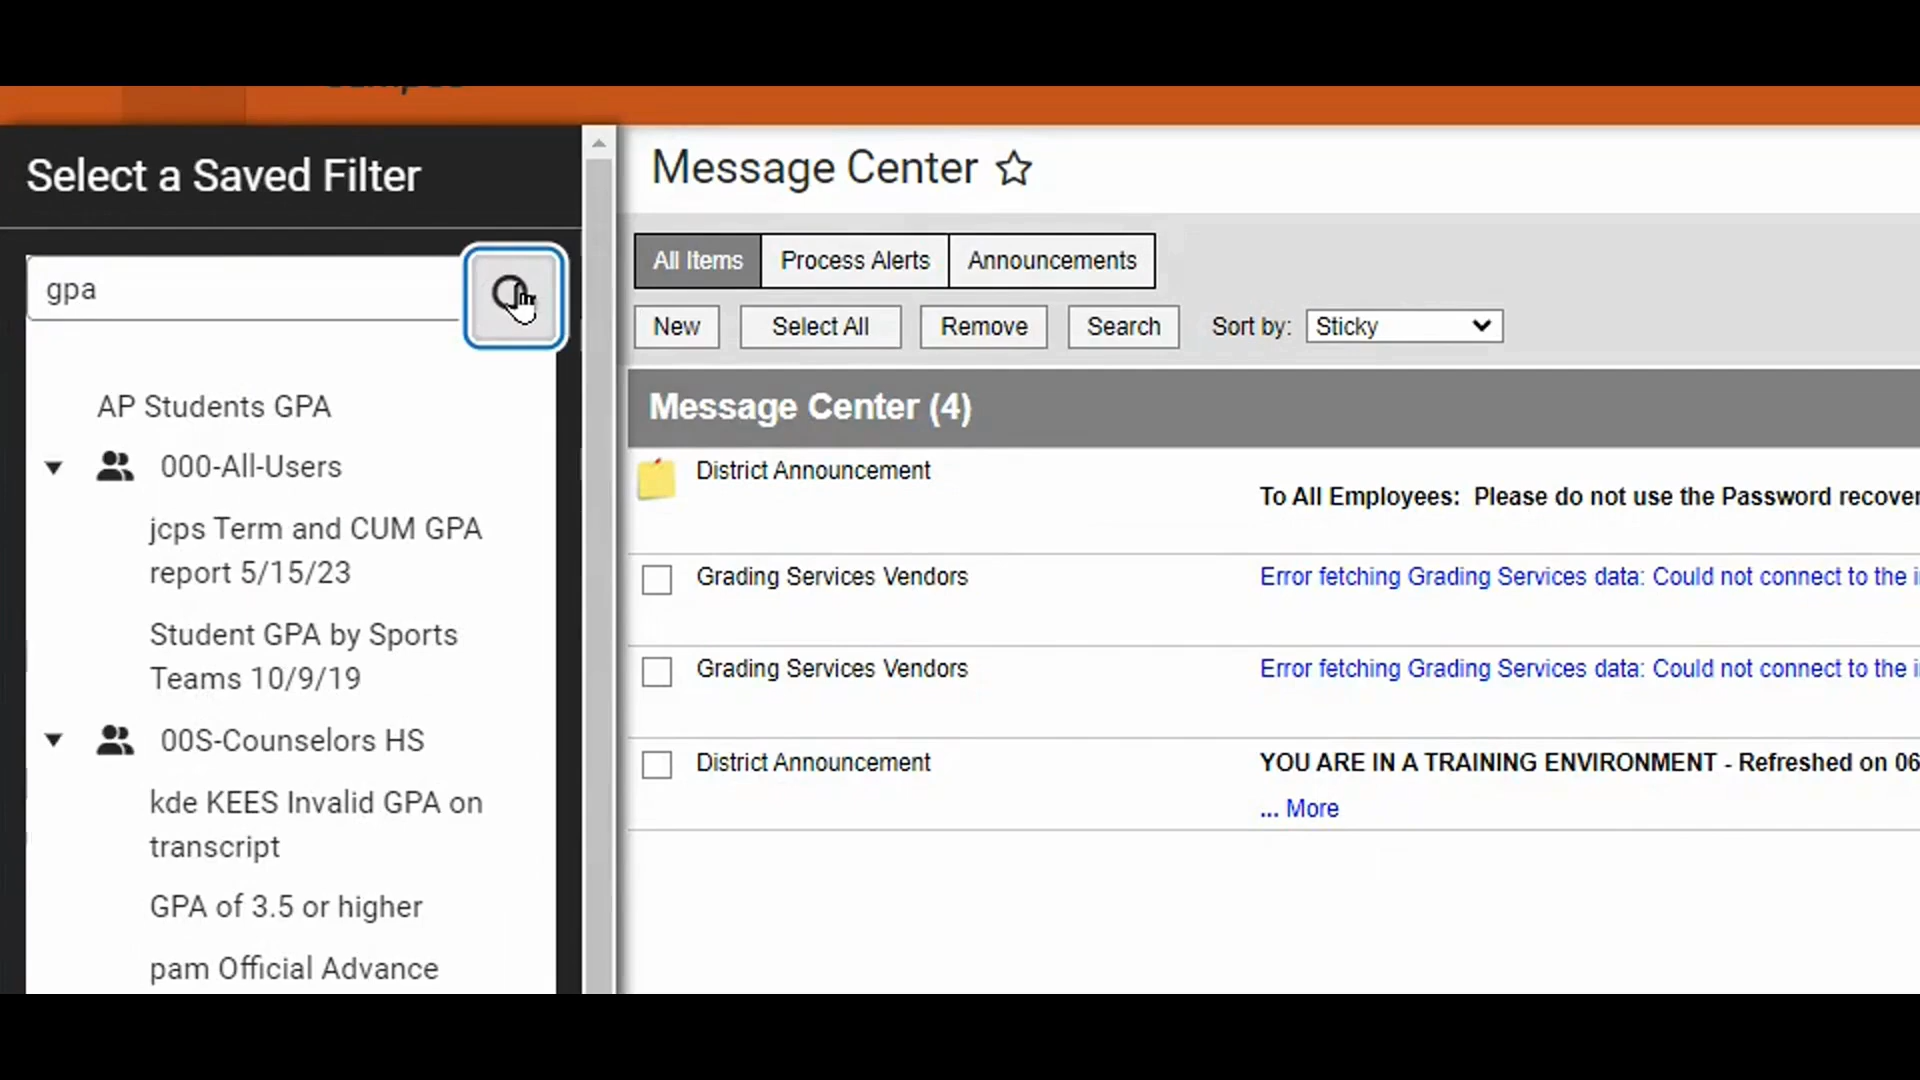 Select a Saved Filter
gpa
AP Students GPA
000-All-Users
jcps Term and CUM GPA
report 5/15/23
Student GPA by Sports
Teams 10/9/19
00S-Counselors HS
kde KEES Invalid GPA on
transcript
GPA of 3.5 or higher
pam Official Advance
Message Center
All Items Process Alerts Announcements
New Select All Remove Search Sort by: Sticky
Message Center (4)
District Announcement
To All Employees: Please do not use the Password
Grading Services Vendors
Error fetching Grading Services data: Could not connect to the
Grading Services Vendors
Error fetching Grading Services data: Could not connect to the
District Announcement
YOU ARE IN A TRAINING ENVIRONMENT - Refreshed on 06
... More